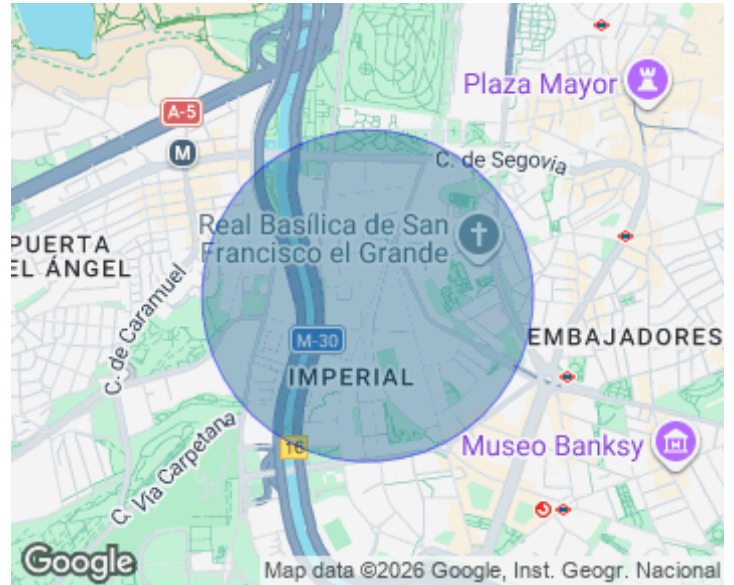 Plaza Mayor
A-5
M
C. de Segovia
Real Basílica de San
Francisco el Grande
PUERTA
EL ÁNGEL
C. de Caramuel
M-30
EMBAJADORES
IMPERIAL
16
C. Vía Carpetana
Museo Banksy
Google
Map data ©2026 Google, Inst. Geogr. Nacional